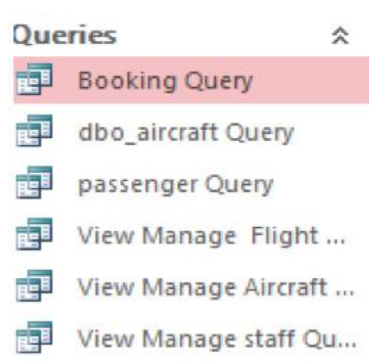 Queries
Booking Query
dbo_aircraft Query
passenger Query
View Manage  Flight ...
View Manage Aircraft ...
View Manage staff Qu...